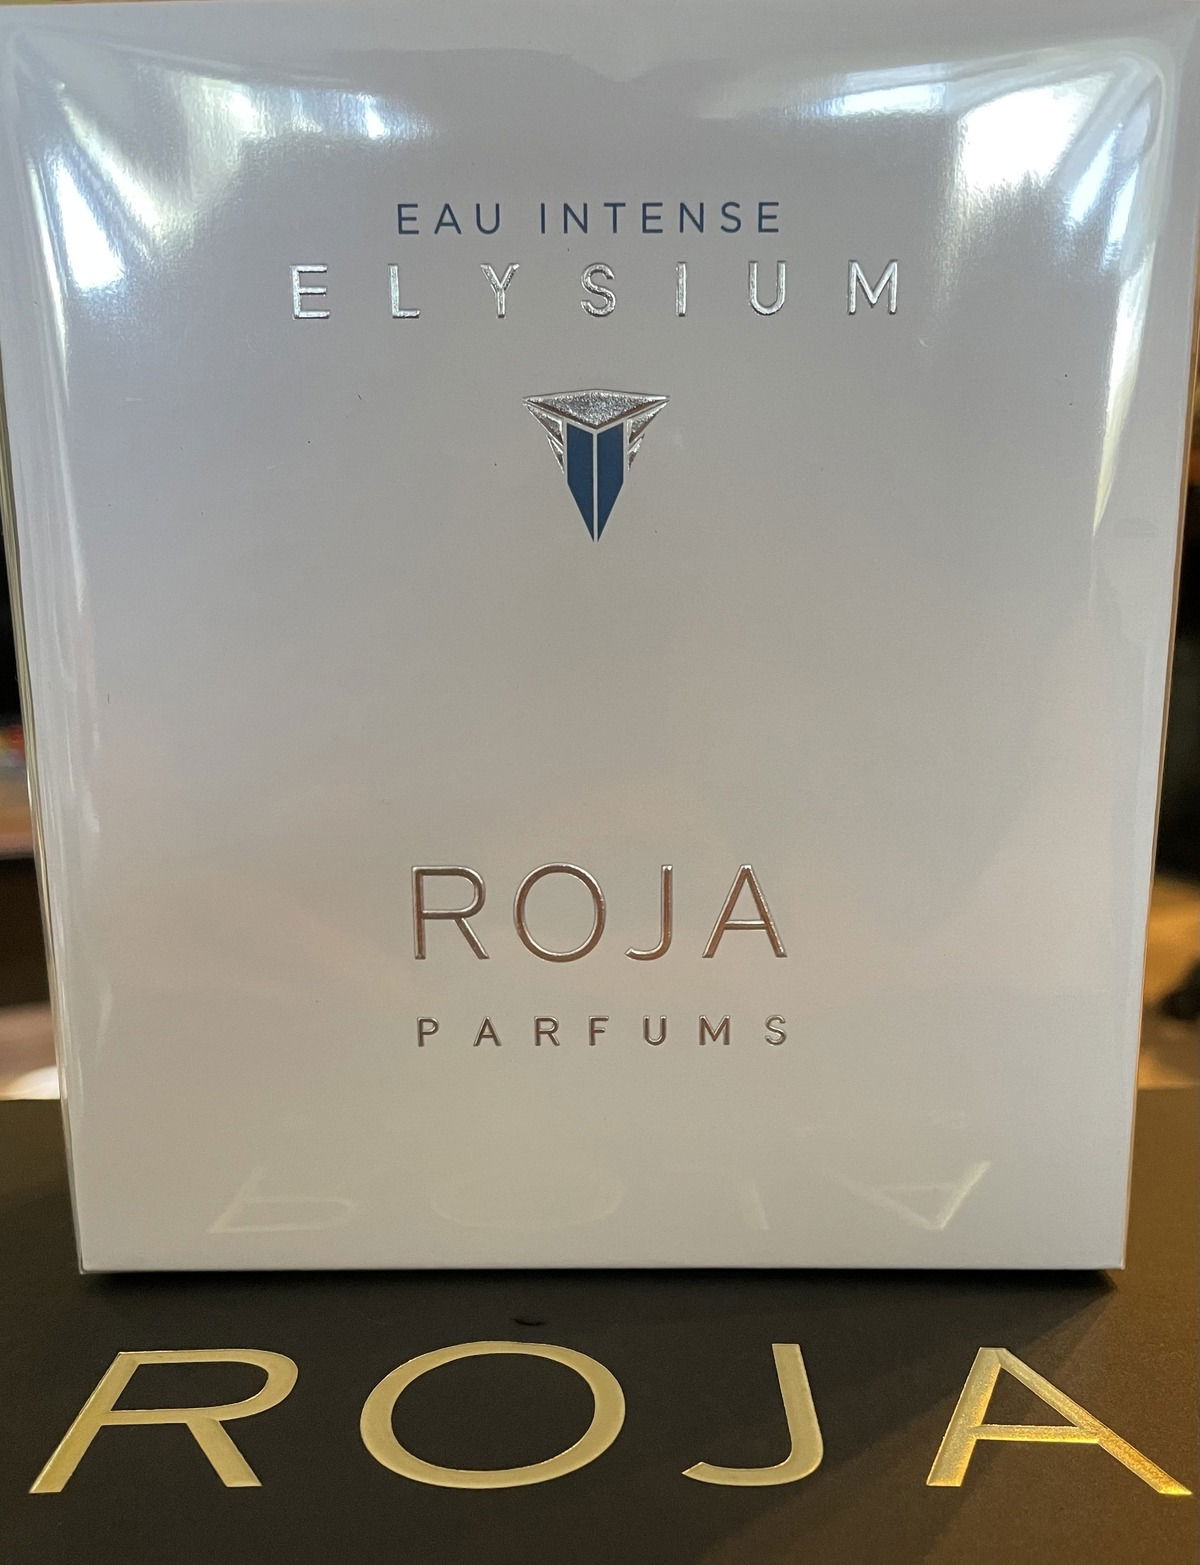 EAU INTENSE
ELYSIUM
ROJA
PARFUMS
ROJA